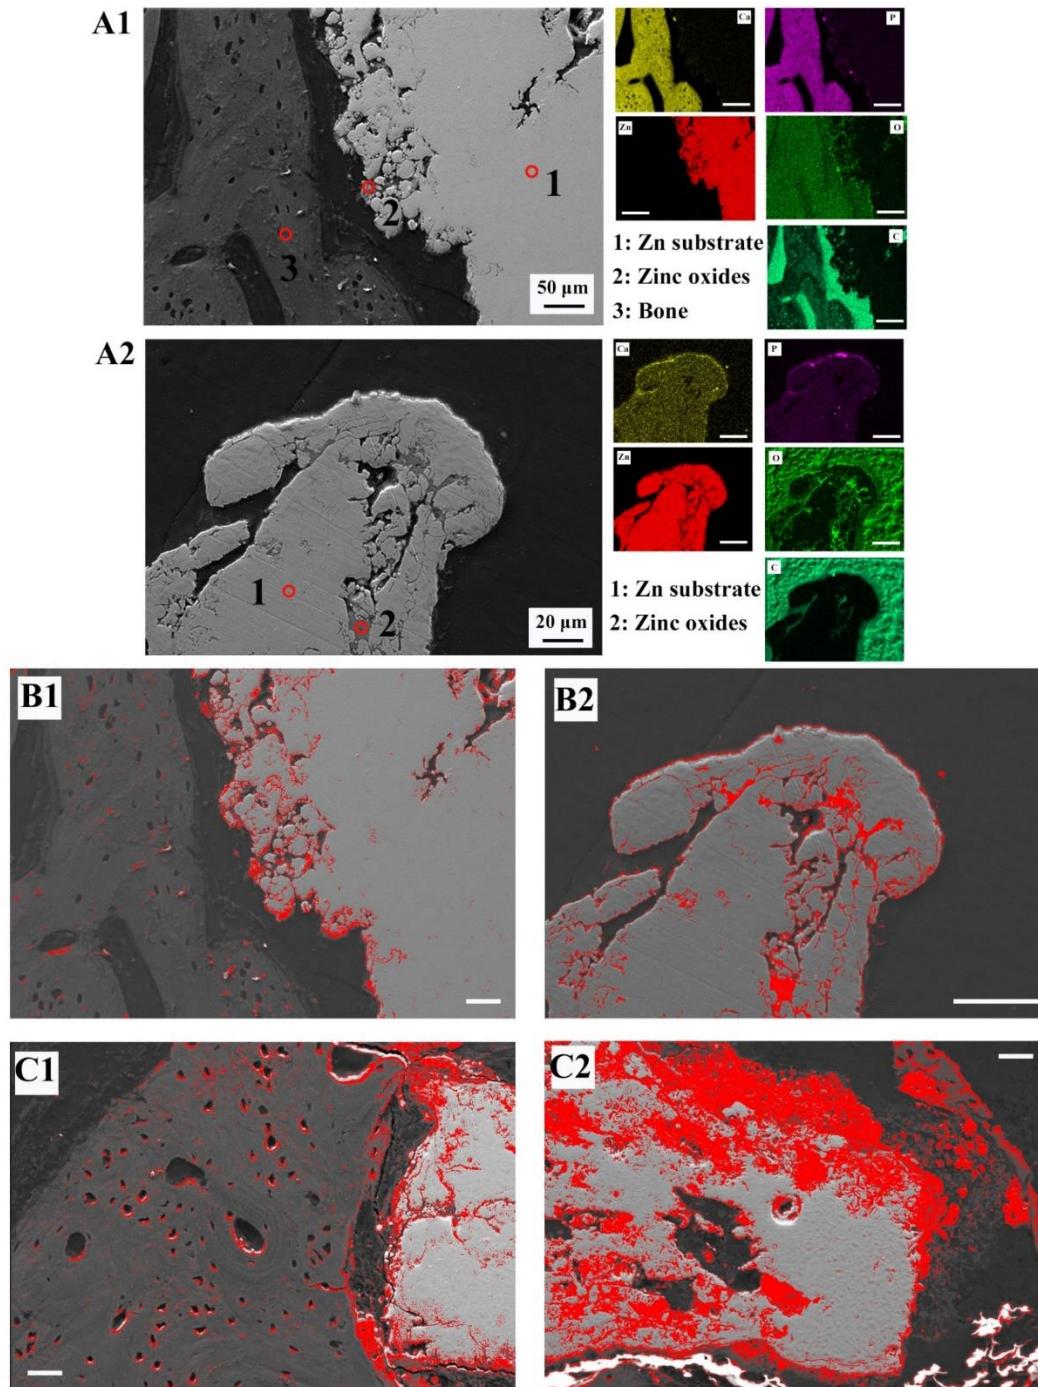 A1
1
2
3
50 µm
Ca
P
Zn
O
1: Zn substrate
2: Zinc oxides
3: Bone
C
A2
1
2
20 µm
Ca
P
Zn
O
1: Zn substrate
2: Zinc oxides
C
B1
B2
C1
C2